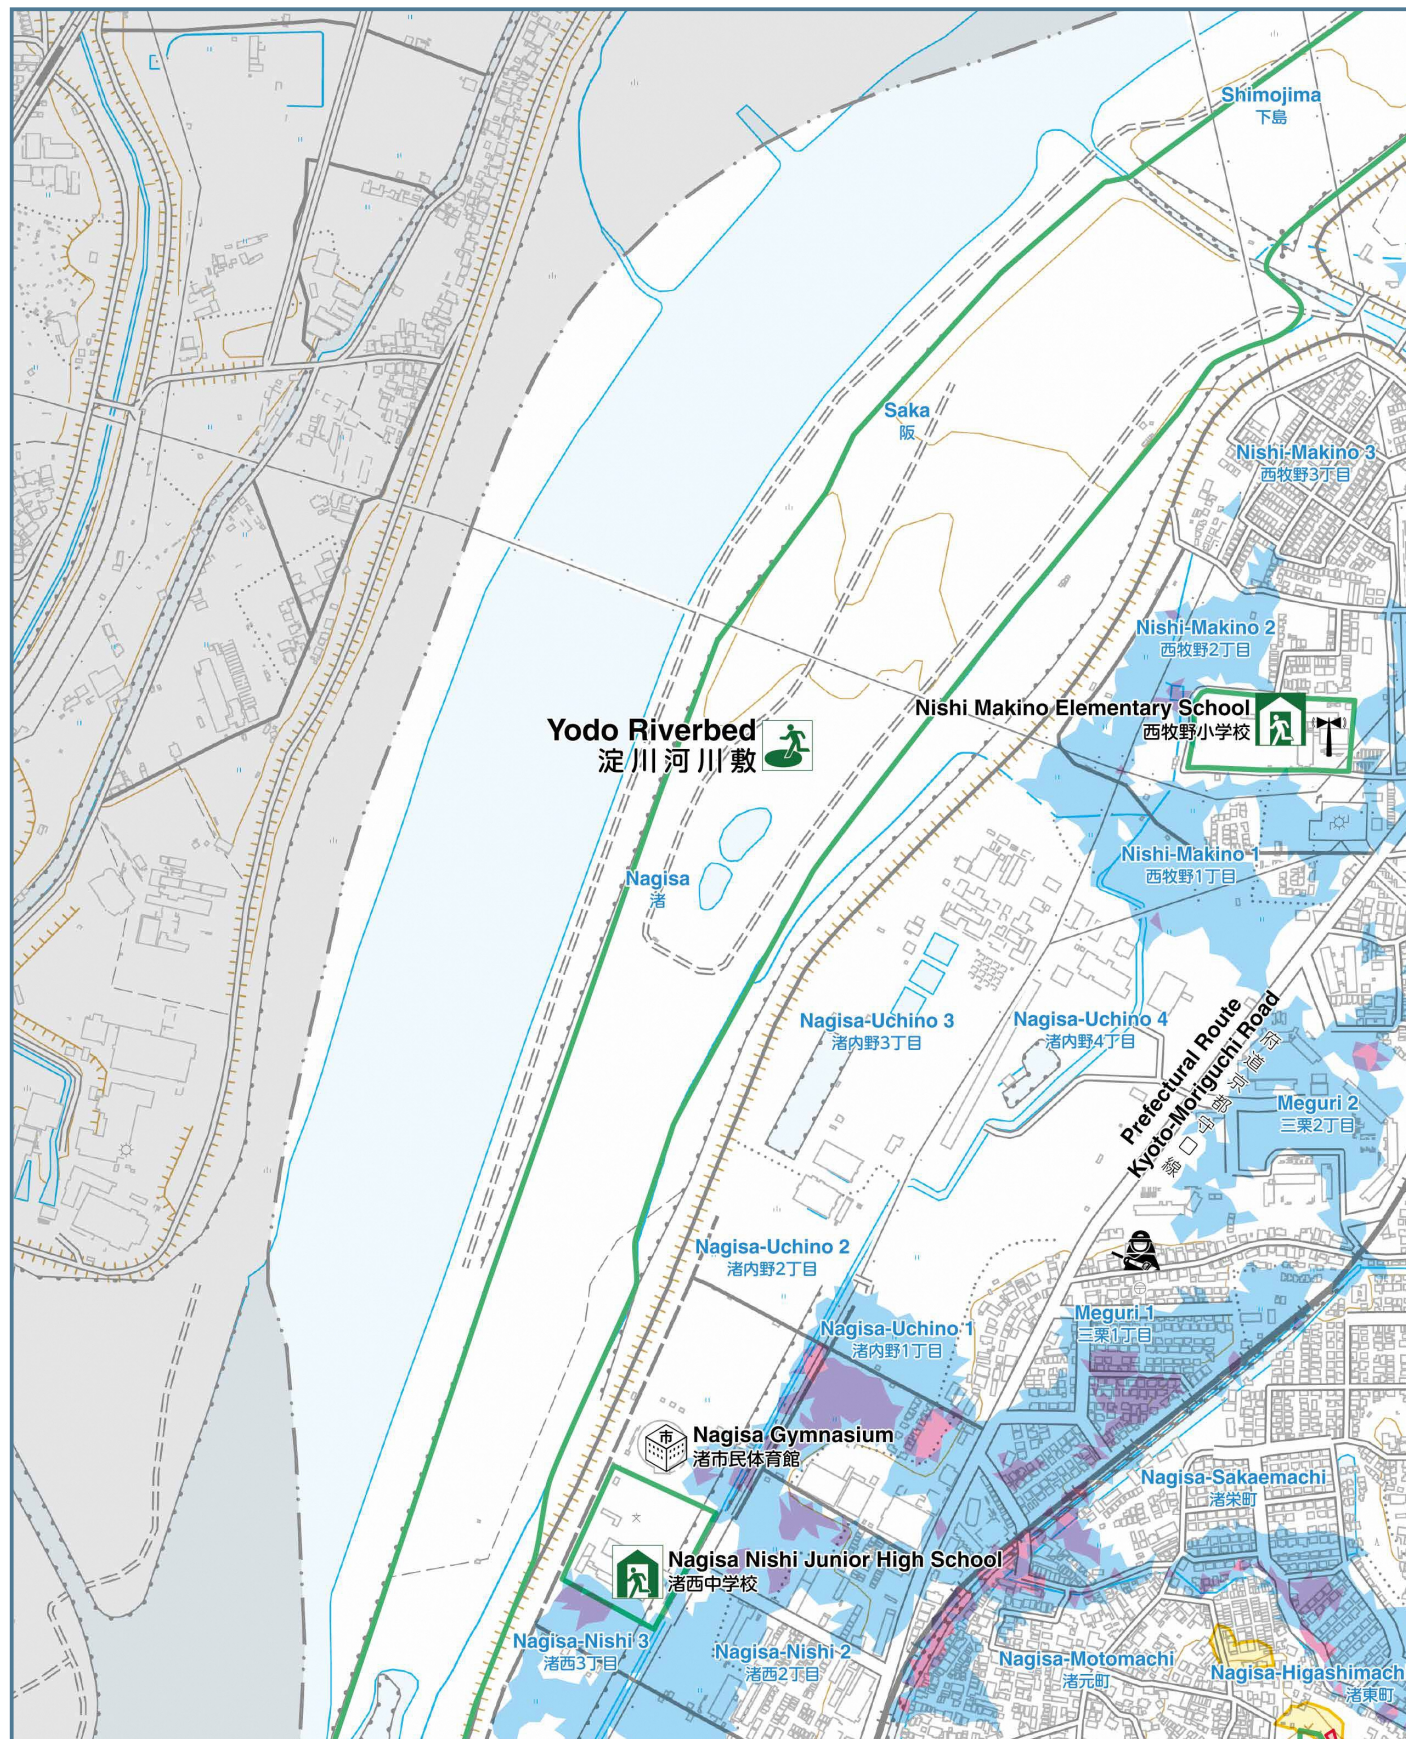 Shimojima
下島
Saka
阪
Nishi-Makino 3
西牧野3丁目
Nishi-Makino 2
西牧野2丁目
Nishi Makino Elementary School
西牧野小学校
Yodo Riverbed
淀川河川敷
Nishi-Makino 1
西牧野1丁目
Nagisa
渚
Nagisa-Uchino 3
渚内野3丁目
Nagisa-Uchino 4
渚内野4丁目
Prefectural Route
Kyoto-Moriguchi Road
府道京都守口線
Meguri 2
三栗2丁目
Nagisa-Uchino 2
渚内野2丁目
Meguri 1
三栗1丁目
Nagisa-Uchino 1
渚内野1丁目
市
Nagisa Gymnasium
渚市民体育館
Nagisa-Sakaemachi
渚栄町
文
Nagisa Nishi Junior High School
渚西中学校
Nagisa-Nishi 3
渚西3丁目
Nagisa-Nishi 2
渚西2丁目
Nagisa-Motomachi
渚元町
Nagisa-Higashimach
渚東町